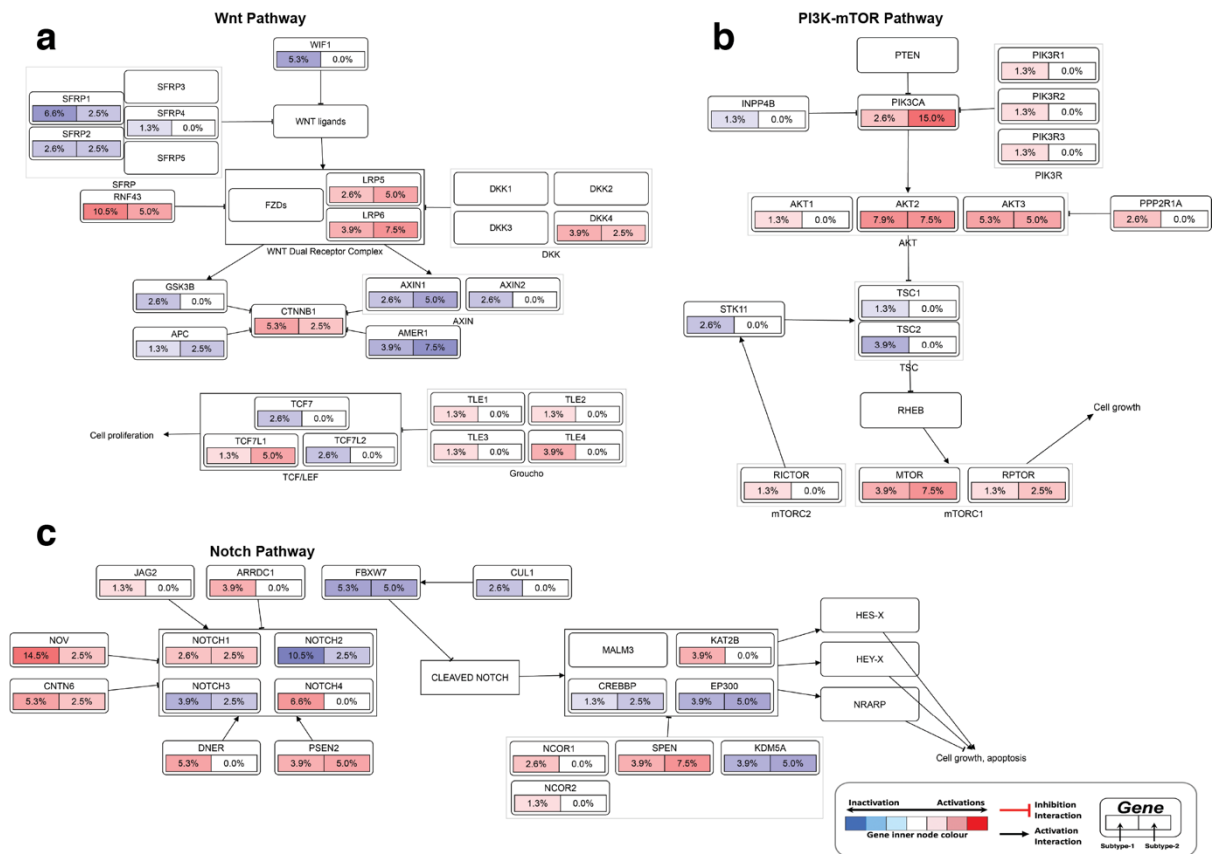 Wnt Pathway
a
WIF1
5.3% 0.0%
SFRP3
SFRP1
6.6% 2.5%
SFRP4
1.3% 0.0%
SFRP2
2.6% 2.5%
SFRP5
SFRP
WNT ligands
RNF43
10.5% 5.0%
FZDs
LRP5
2.6% 5.0%
LRP6
3.9% 7.5%
WNT Dual Receptor Complex
DKK1
DKK2
DKK3
DKK4
3.9% 2.5%
DKK
GSK3B
2.6% 0.0%
CTNNB1
5.3% 2.5%
AXIN1
2.6% 5.0%
AXIN2
2.6% 0.0%
AXIN
APC
1.3% 2.5%
AMER1
3.9% 7.5%
Cell proliferation
TCF7
2.6% 0.0%
TCF7L1
1.3% 5.0%
TCF7L2
2.6% 0.0%
TCF/LEF
TLE1
1.3% 0.0%
TLE2
1.3% 0.0%
TLE3
1.3% 0.0%
TLE4
3.9% 0.0%
Groucho
PI3K-mTOR Pathway
b
PTEN
PIK3R1
1.3% 0.0%
INPP4B
1.3% 0.0%
PIK3CA
2.6% 15.0%
PIK3R2
1.3% 0.0%
PIK3R3
1.3% 0.0%
PIK3R
AKT1
1.3% 0.0%
AKT2
7.9% 7.5%
AKT3
5.3% 5.0%
AKT
PPP2R1A
2.6% 0.0%
STK11
2.6% 0.0%
TSC1
1.3% 0.0%
TSC2
3.9% 0.0%
TSC
RHEB
Cell growth
RICTOR
1.3% 0.0%
mTORC2
MTOR
3.9% 7.5%
RPTOR
1.3% 2.5%
mTORC1
c
Notch Pathway
JAG2
1.3% 0.0%
ARRDC1
3.9% 0.0%
FBXW7
5.3% 5.0%
CUL1
2.6% 0.0%
NOV
14.5% 2.5%
NOTCH1
2.6% 2.5%
NOTCH2
10.5% 2.5%
CNTN6
5.3% 2.5%
NOTCH3
3.9% 2.5%
NOTCH4
6.6% 0.0%
DNER
5.3% 0.0%
PSEN2
3.9% 5.0%
CLEAVED NOTCH
MALM3
KAT2B
3.9% 0.0%
CREBBP
1.3% 2.5%
EP300
3.9% 5.0%
NCOR1
2.6% 0.0%
SPEN
3.9% 7.5%
KDM5A
3.9% 5.0%
NCOR2
1.3% 0.0%
HES-X
HEY-X
NRARP
Cell growth, apoptosis
Inactivation Activations
Gene inner node colour
Inhibition
Interaction
Activation
Interaction
Gene
Subtype-1 Subtype-2